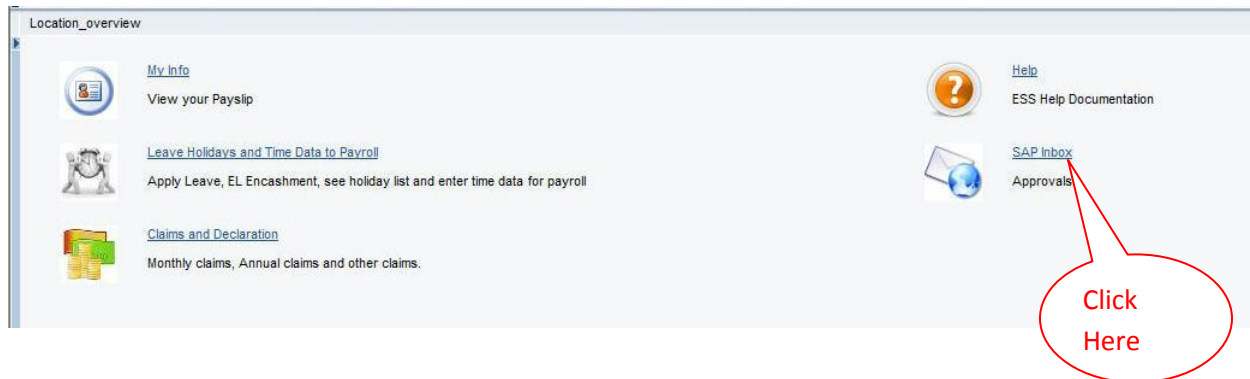 Location_overview
My Info
View your Payslip
Leave Holidays and Time Data to Payroll
Apply Leave, EL Encashment, see holiday list and enter time data for payroll
Claims and Declaration
Monthly claims, Annual claims and other claims.
Help
ESS Help Documentation
SAP Inbox
Approvals
Click
Here